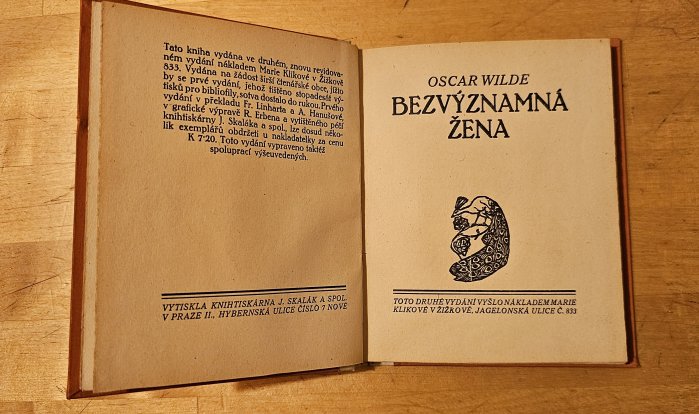 Tato kniha vydána ve druhém, znovu revidova-
ném vydání nákladem Marie Klikové v Žižkově
833. Vydána na žádost širší čtenářské obce, jížto
by se prvé vydání, jehož tištěno stopadesát vý-
tisků pro bibliofily, sotva dostalo do rukou. Prvého
vydání v překladu Fr. Linharta a A. Hanušové,
v grafické výpravě R. Erbena a vytištěného péčí
knihtiskárny J. Skaláka a spol., lze dosud něko-
lik exemplářů obdržeti u nakladatelky za cenu
K 7·20. Toto vydání vypraveno taktéž
spoluprací výšeuvedených.
VYTISKLA KNIHTISKÁRNA J. SKALÁK A SPOL.
V PRAZE II., HYBERNSKÁ ULICE ČÍSLO 7 NOVÉ
OSCAR WILDE
BEZVÝZNAMNÁ
ŽENA
TOTO DRUHÉ VYDÁNÍ VYŠLO NÁKLADEM MARIE
KLIKOVÉ V ŽIŽKOVĚ, JAGELONSKÁ ULICE Č. 833